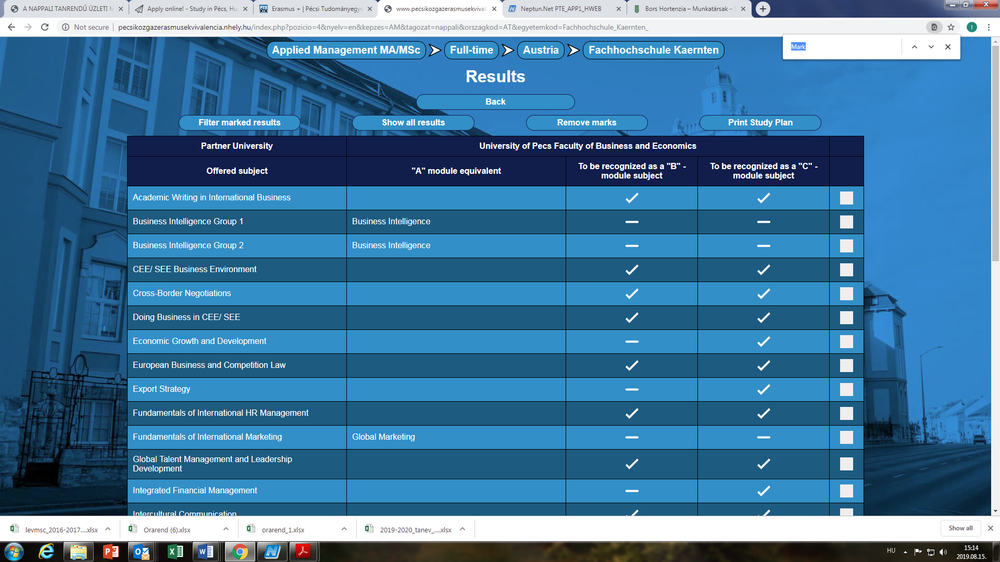 A NAPPALI TANRENDŰ ÜZLETI M
Apply online! - Study in Pécs, Hu
Erasmus + | Pécsi Tudományegye
www.pecsikozgazerasmusekvivale
Neptun.Net PTE_APP1_HWEB
Bors Hortenzia – Munkatársak – S
Not secure | pecsikozgazerasmusekvivalencia.nhely.hu/index.php?pozicio=4&nyelv=en&kepzes=AM&tagozat=nappali&orszagkod=AT&egyetemkod=Fachhochschule_Kaernten_
I
Mark
Applied Management MA/MSc Full-time Austria Fachhochschule Kaernten
Results
Back
Filter marked results Show all results Remove marks Print Study Plan
Partner University University of Pecs Faculty of Business and Economics
Offered subject "A" module equivalent To be recognized as a "B" - module subject To be recognized as a "C" - module subject
Academic Writing in International Business
Business Intelligence Group 1 Business Intelligence
Business Intelligence Group 2 Business Intelligence
CEE/ SEE Business Environment
Cross-Border Negotiations
Doing Business in CEE/ SEE
Economic Growth and Development
European Business and Competition Law
Export Strategy
Fundamentals of International HR Management
Fundamentals of International Marketing Global Marketing
Global Talent Management and Leadership
Development
Integrated Financial Management
Intercultural Communication
levmsc_2016-2017....xlsx Orarend (6).xlsx orarend_1.xlsx 2019-2020_tanev_....xlsx Show all
HU 15:14
2019.08.15.